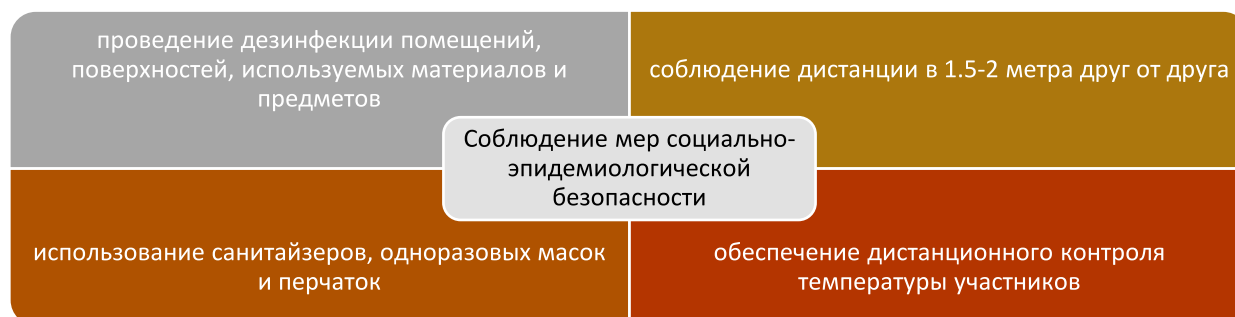 проведение дезинфекции помещений,
поверхностей, используемых материалов и
предметов
соблюдение дистанции в 1.5-2 метра друг от друга
Соблюдение мер социально-
эпидемиологической
безопасности
использование санитайзеров, одноразовых масок
и перчаток
обеспечение дистанционного контроля
температуры участников